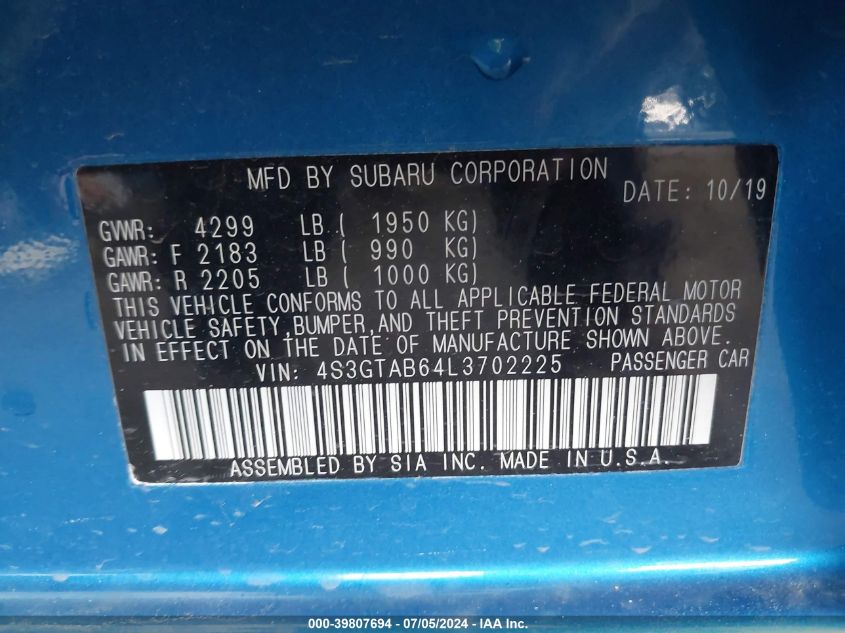 MFD BY SUBARU CORPORATION DATE: 10/19
GVWR: 4299 LB ( 1950 KG)
GAWR: F 2183 LB ( 990 KG)
GAWR: R 2205 LB ( 1000 KG)
THIS VEHICLE CONFORMS TO ALL APPLICABLE FEDERAL MOTOR
VEHICLE SAFETY,BUMPER,AND THEFT PREVENTION STANDARDS
IN EFFECT ON THE DATE OF MANUFACTURE SHOWN ABOVE.
VIN: 4S3GTAB64L3702225 PASSENGER CAR
ASSEMBLED BY SIA INC. MADE IN U.S.A.
000-39807694 - 07/05/2024 - IAA Inc.